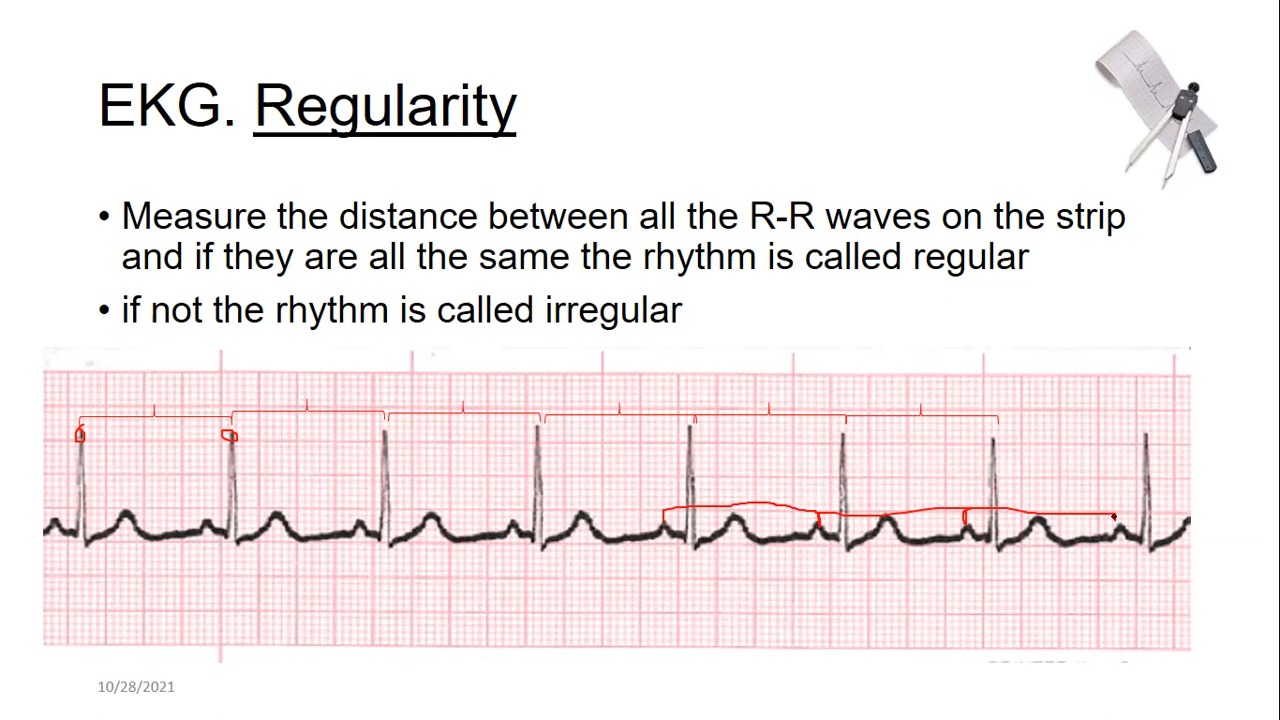 EKG. Regularity
• Measure the distance between all the R-R waves on the strip
and if they are all the same the rhythm is called regular
• if not the rhythm is called irregular
10/28/2021